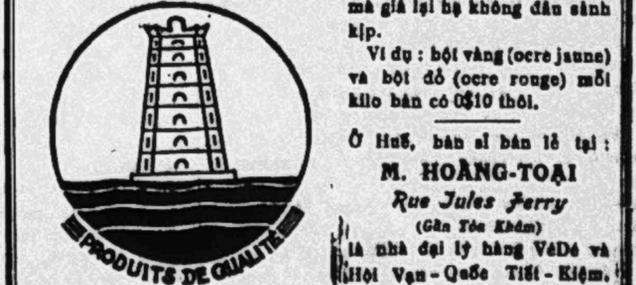 PRODUITS DE QUALITÉ
mà giá lại hạ không đâu sánh
kịp.
Ví dụ : bột vàng (ocre jaune)
và bột đỏ (ocre rouge) mỗi
kilo bán có 0$10 thôi.
Ở Huế, bán sỉ bán lẻ tại :
M. HOÀNG-TOẠI
Rue Jules Ferry
(Gần Tòa Khâm)
là nhà đại lý hàng VéDé và
Hội Vạn-Quốc Tiết-Kiệm.